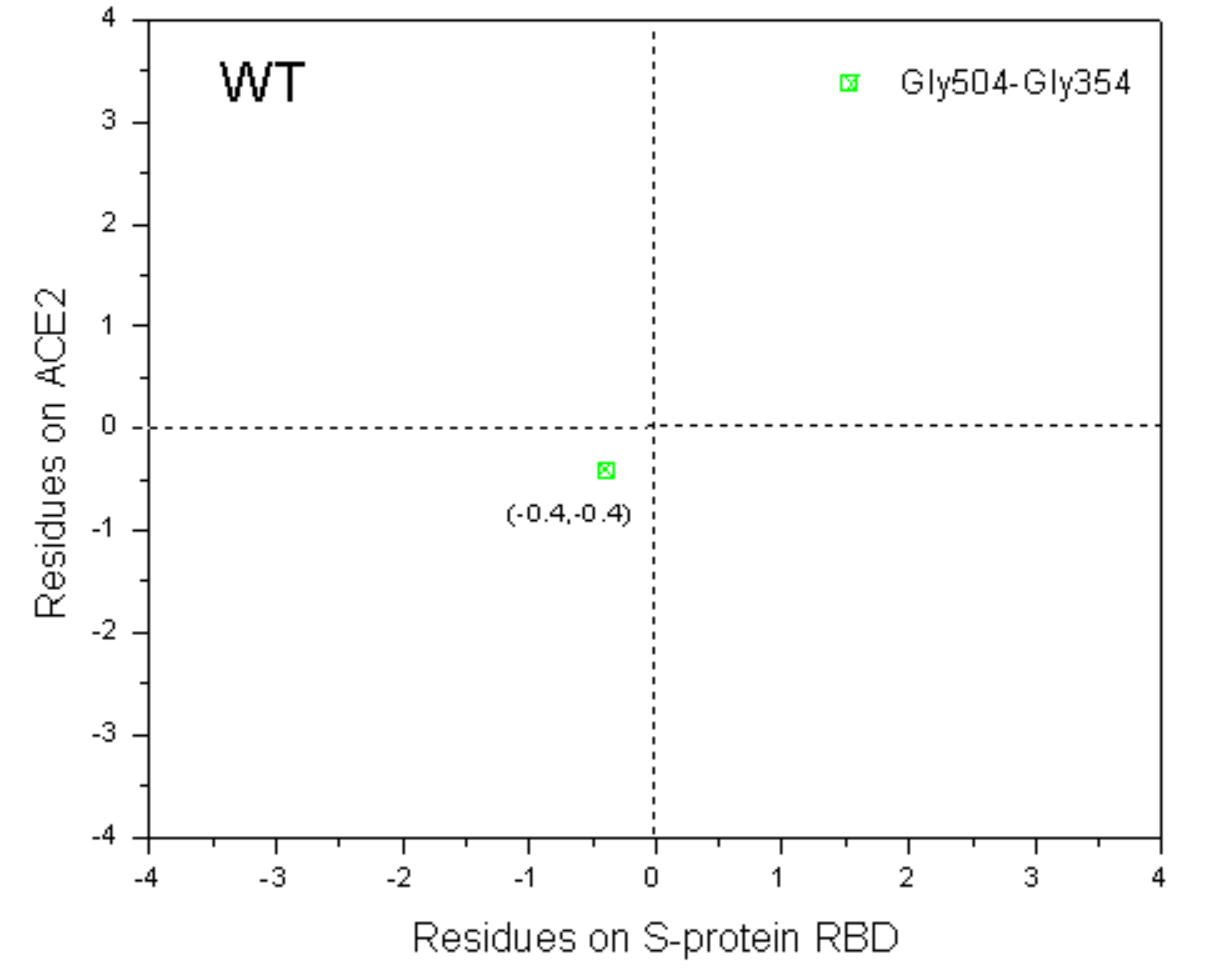 WT
Gly504-Gly354
4
3
2
1
0
-1
-2
-3
-4
Residues on ACE2
(-0.4,-0.4)
-4 -3 -2 -1 0 1 2 3 4
Residues on S-protein RBD